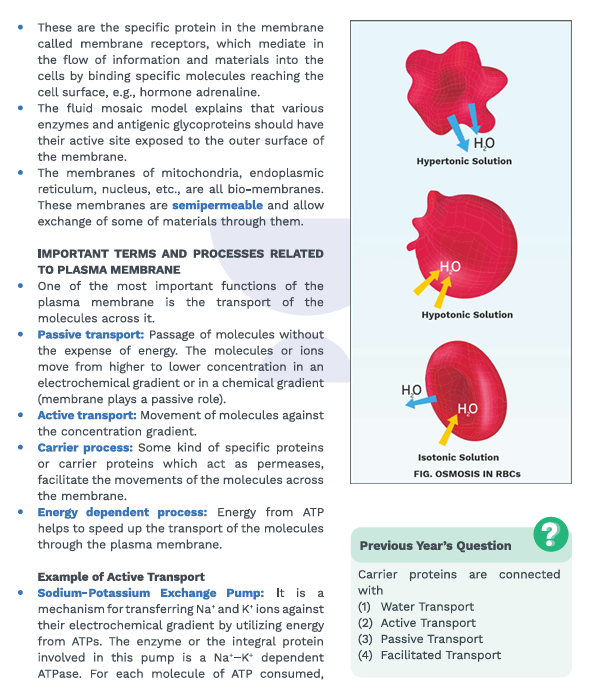 • These are the specific protein in the membrane
called membrane receptors, which mediate in
the flow of information and materials into the
cells by binding specific molecules reaching the
cell surface, e.g., hormone adrenaline.
• The fluid mosaic model explains that various
enzymes and antigenic glycoproteins should have
their active site exposed to the outer surface of
the membrane.
• The membranes of mitochondria, endoplasmic
reticulum, nucleus, etc., are all bio-membranes.
These membranes are semipermeable and allow
exchange of some of materials through them.
IMPORTANT TERMS AND PROCESSES RELATED
TO PLASMA MEMBRANE
• One of the most important functions of the
plasma membrane is the transport of the
molecules across it.
• Passive transport: Passage of molecules without
the expense of energy. The molecules or ions
move from higher to lower concentration in an
electrochemical gradient or in a chemical gradient
(membrane plays a passive role).
• Active transport: Movement of molecules against
the concentration gradient.
• Carrier process: Some kind of specific proteins
or carrier proteins which act as permeases,
facilitate the movements of the molecules across
the membrane.
• Energy dependent process: Energy from ATP
helps to speed up the transport of the molecules
through the plasma membrane.
Example of Active Transport
• Sodium-Potassium Exchange Pump: It is a
mechanism for transferring Na⁺ and K⁺ ions against
their electrochemical gradient by utilizing energy
from ATPs. The enzyme or the integral protein
involved in this pump is a Na⁺–K⁺ dependent
ATPase. For each molecule of ATP consumed,
H₂O
Hypertonic Solution
H₂O
Hypotonic Solution
H₂O
H₂O
Isotonic Solution
FIG. OSMOSIS IN RBCs
?
Previous Year's Question
Carrier proteins are connected
with
(1) Water Transport
(2) Active Transport
(3) Passive Transport
(4) Facilitated Transport